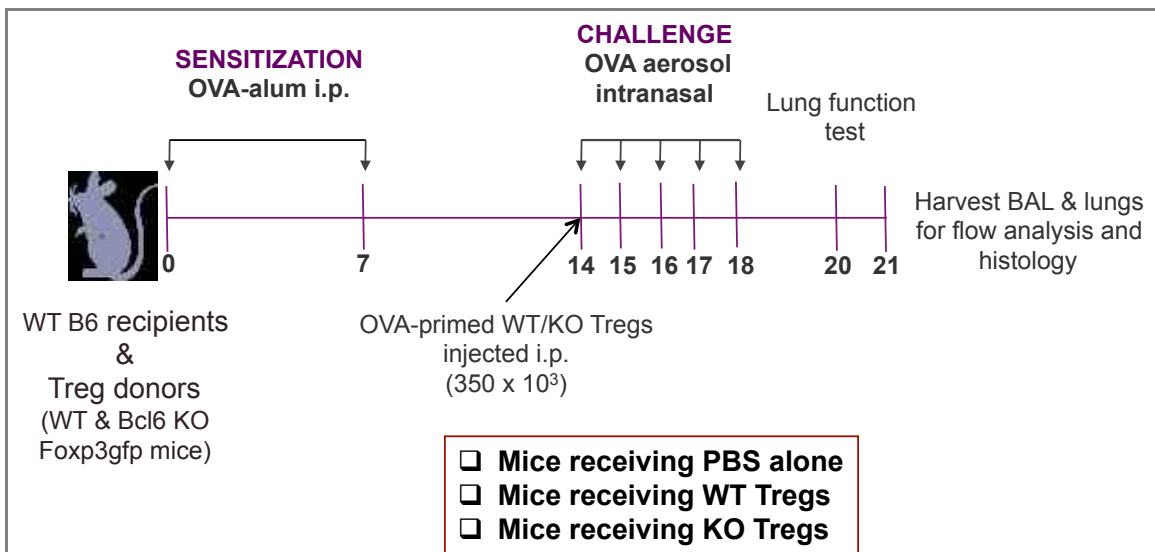 SENSITIZATION
OVA-alum i.p.
CHALLENGE
OVA aerosol
intranasal
Lung function
test
0
7
14
15
16
17
18
20
21
Harvest BAL & lungs
for flow analysis and
histology
WT B6 recipients
&
Treg donors
(WT & Bcl6 KO
Foxp3gfp mice)
OVA-primed WT/KO Tregs
injected i.p.
(350 x 10³)
❑ Mice receiving PBS alone
❑ Mice receiving WT Tregs
❑ Mice receiving KO Tregs